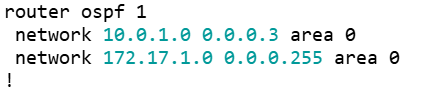 router ospf 1
 network 10.0.1.0 0.0.0.3 area 0
 network 172.17.1.0 0.0.0.255 area 0
!